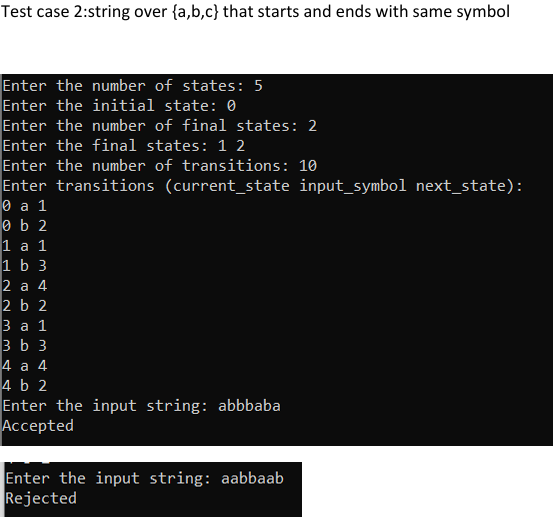 Test case 2:string over {a,b,c} that starts and ends with same symbol
Enter the number of states: 5
Enter the initial state: 0
Enter the number of final states: 2
Enter the final states: 1 2
Enter the number of transitions: 10
Enter transitions (current_state input_symbol next_state):
0 a 1
0 b 2
1 a 1
1 b 3
2 a 4
2 b 2
3 a 1
3 b 3
4 a 4
4 b 2
Enter the input string: abbbaba
Accepted
Enter the input string: aabbaab
Rejected